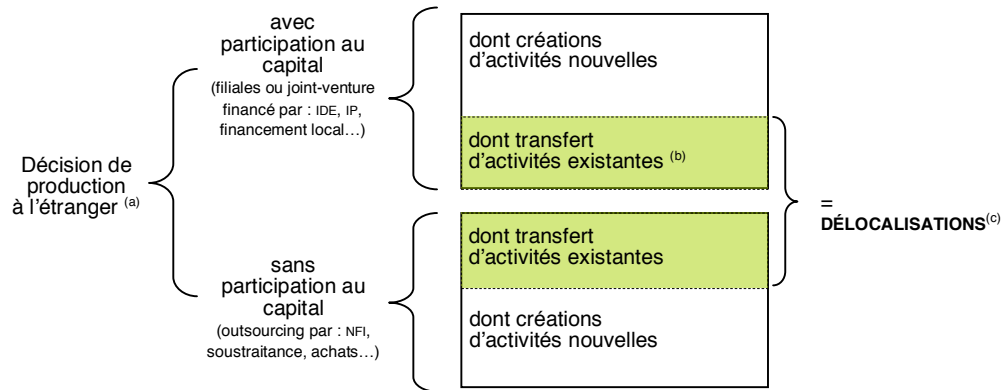 Décision de
production
à l'étranger (a)
avec
participation au
capital
(filiales ou joint-venture
financé par : IDE, IP,
financement local…)
dont créations
d'activités nouvelles
dont transfert
d'activités existantes (b)
sans
participation au
capital
(outsourcing par : NFI,
soustraitance, achats…)
dont transfert
d'activités existantes
dont créations
d'activités nouvelles
=
DÉLOCALISATIONS(c)